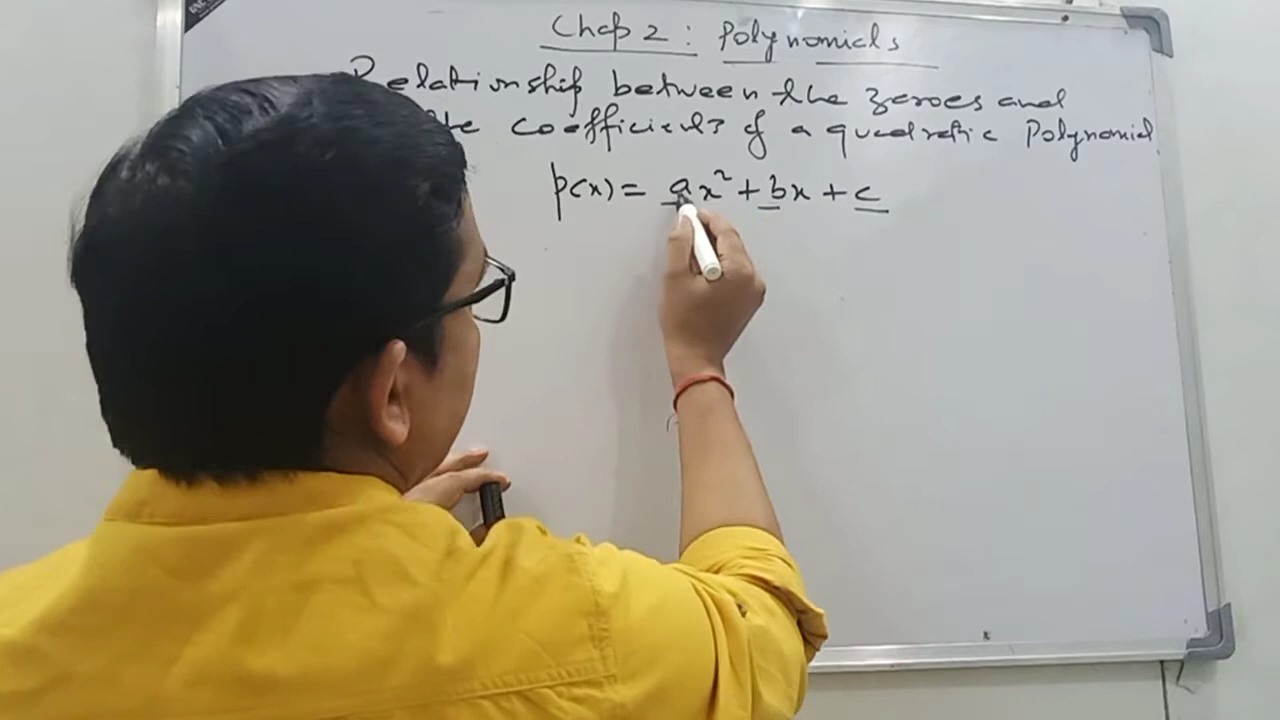 Chap 2: Polynomials
Relationship between the zeroes and
the coefficients of a quadratic Polynomial
p(x) = ax² + bx + c